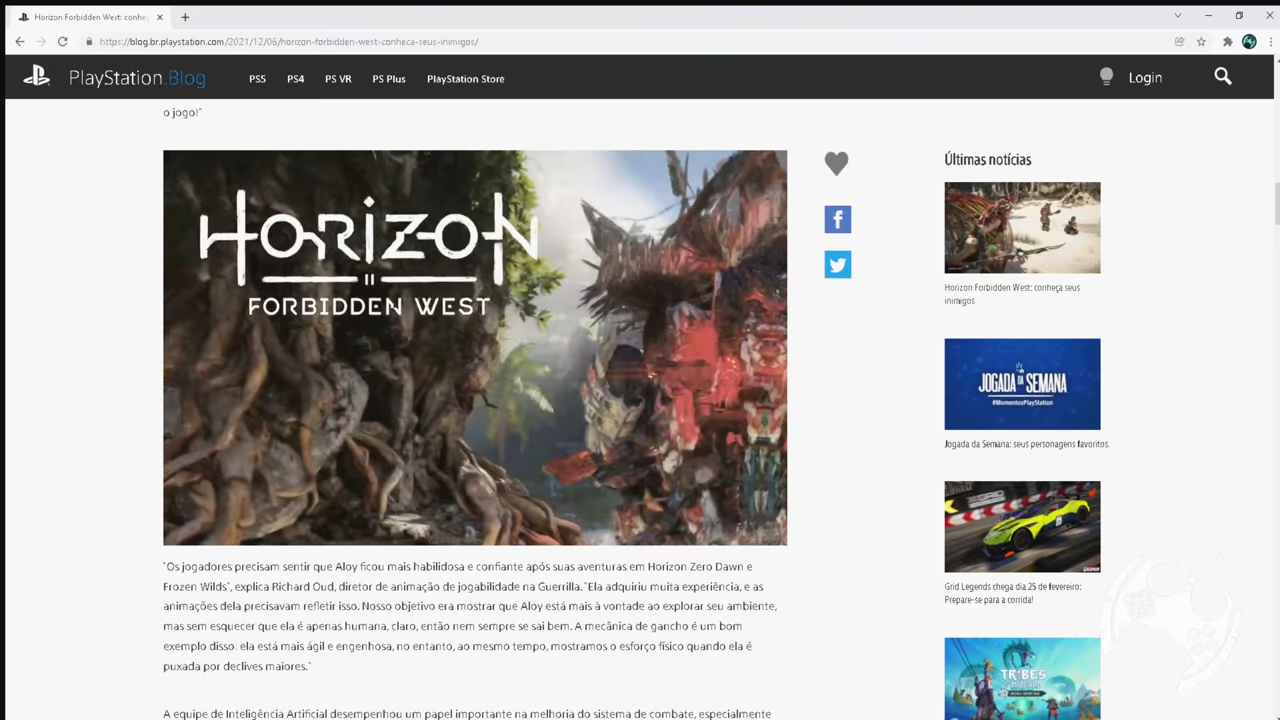 Horizon Forbidden West: conhe
https://blog.br.playstation.com/2021/12/06/horizon-forbidden-west-conheca-seus-inimigos/
PlayStation.Blog
PS5
PS4
PS VR
PS Plus
PlayStation Store
Login
o jogo!"
HORIZON
FORBIDDEN WEST
"Os jogadores precisam sentir que Aloy ficou mais habilidosa e confiante após suas aventuras em Horizon Zero Dawn e
Frozen Wilds", explica Richard Oud, diretor de animação de jogabilidade na Guerrilla. "Ela adquiriu muita experiência, e as
animações dela precisavam refletir isso. Nosso objetivo era mostrar que Aloy está mais à vontade ao explorar seu ambiente,
mas sem esquecer que ela é apenas humana, claro, então nem sempre se sai bem. A mecânica de gancho é um bom
exemplo disso: ela está mais ágil e engenhosa, no entanto, ao mesmo tempo, mostramos o esforço físico quando ela é
puxada por declives maiores."
A equipe de Inteligência Artificial desempenhou um papel importante na melhoria do sistema de combate, especialmente
Últimas notícias
Horizon Forbidden West: conheça seus
inimigos
JOGADA DA SEMANA
#MomentosPlayStation
Jogada da Semana: seus personagens favoritos.
Grid Legends chega dia 25 de fevereiro:
Prepare-se para a corrida!
TRIBES